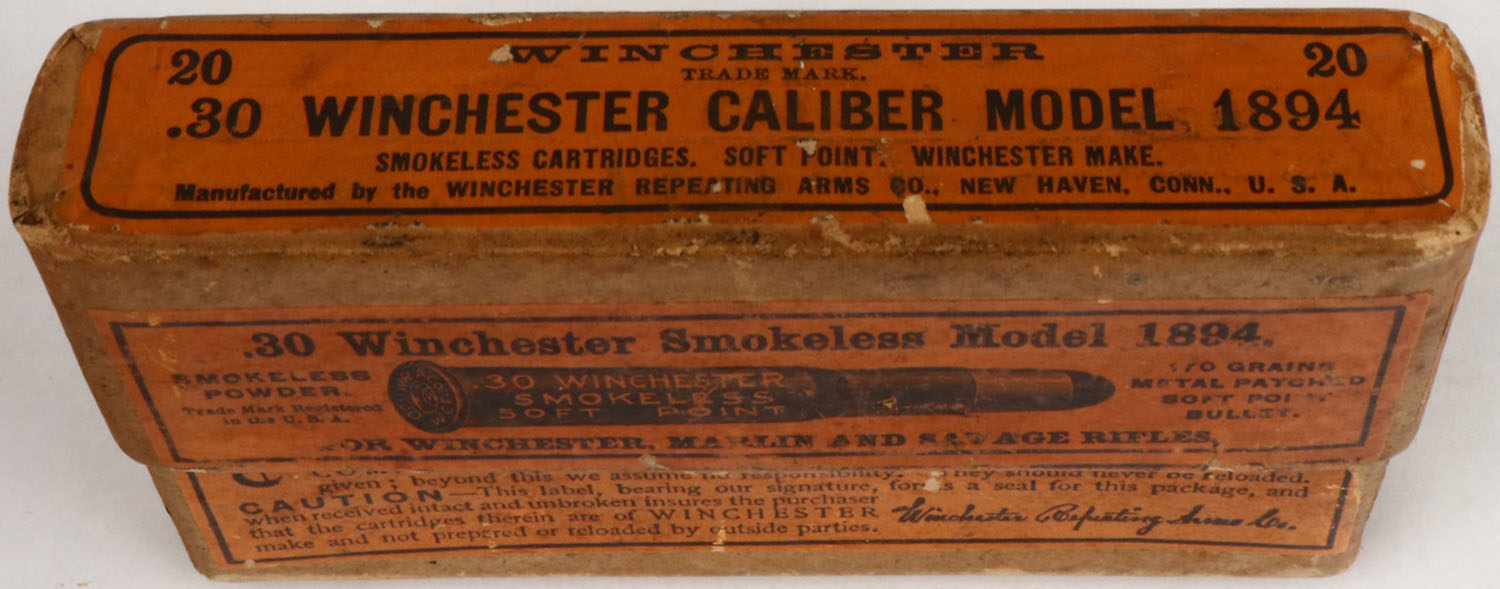 20 WINCHESTER 20
TRADE MARK.
.30 WINCHESTER CALIBER MODEL 1894
SMOKELESS CARTRIDGES. SOFT POINT. WINCHESTER MAKE.
Manufactured by the WINCHESTER REPEATING ARMS CO., NEW HAVEN, CONN., U. S. A.
.30 Winchester Smokeless Model 1894.
SMOKELESS
POWDER.
Trade Mark Registered
in the U. S. A.
.30 WINCHESTER
SMOKELESS
SOFT POINT
GRAINS
METAL PATCHED
SOFT POINT
BULLET.
FOR WINCHESTER, MARLIN AND SAVAGE RIFLES,
given; beyond this we assume no responsibility. They should never be reloaded.
CAUTION—This label, bearing our signature, forms a seal for this package, and
when received intact and unbroken insures the purchaser
that the cartridges therein are of WINCHESTER
make and not prepared or reloaded by outside parties.
Winchester Repeating Arms Co.